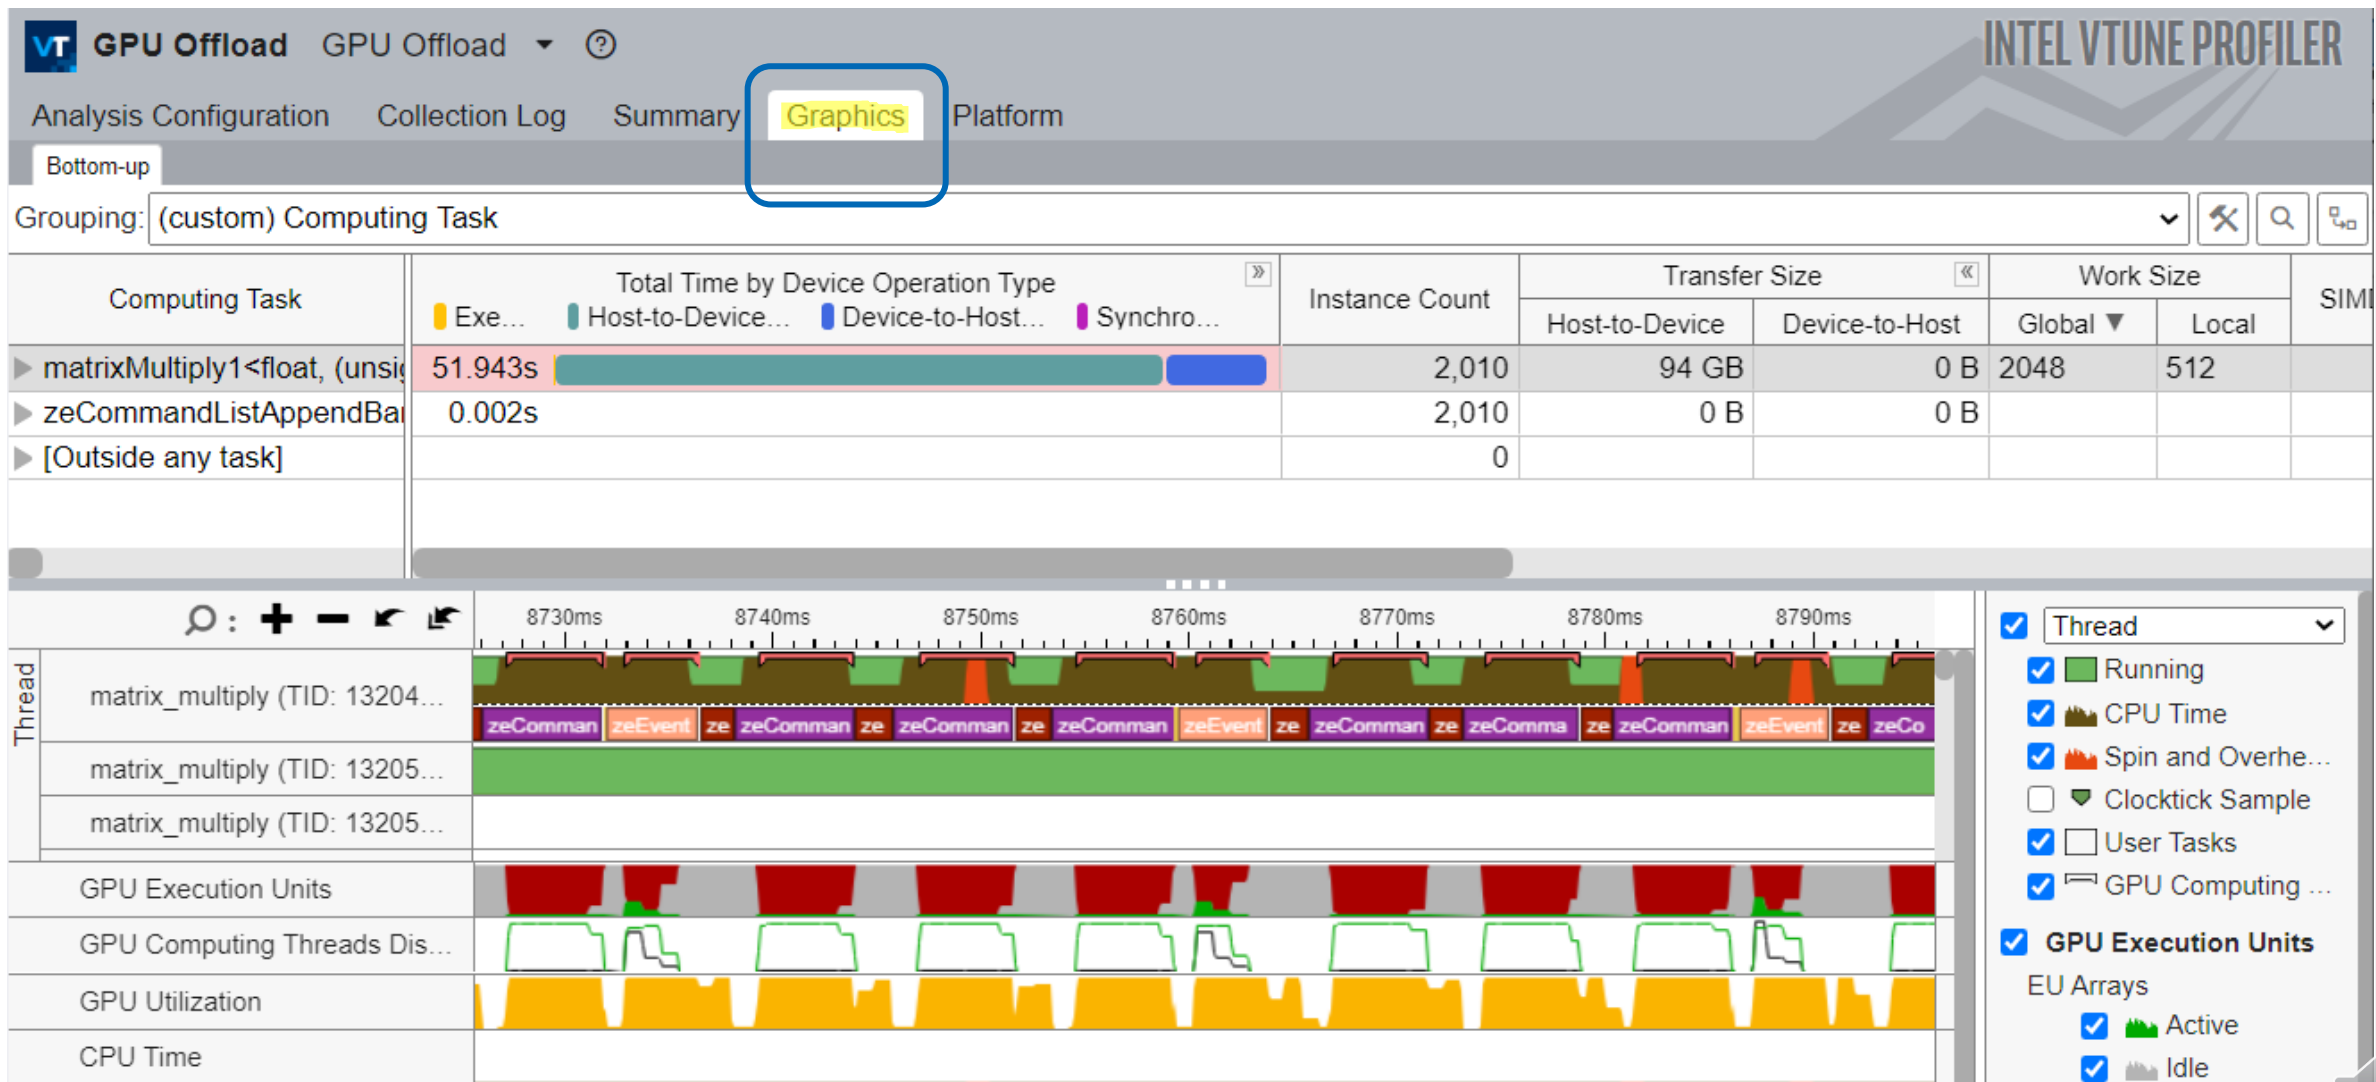 VT GPU Offload GPU Offload ? INTEL VTUNE PROFILER
Analysis Configuration Collection Log Summary Graphics Platform
Bottom-up
Grouping: (custom) Computing Task
Computing Task Total Time by Device Operation Type Instance Count Transfer Size Work Size SIM
Exe... Host-to-Device... Device-to-Host... Synchro... Host-to-Device Device-to-Host Global Local
matrixMultiply1<float, (unsig 51.943s 2,010 94 GB 0 B 2048 512
zeCommandListAppendBar 0.002s 2,010 0 B 0 B
[Outside any task] 0
8730ms 8740ms 8750ms 8760ms 8770ms 8780ms 8790ms
Thread
matrix_multiply (TID: 13204...
zeComman zeEvent ze zeComman ze zeComman ze zeComman zeEvent ze zeComman ze zeComma ze zeComman zeEvent ze zeCo
matrix_multiply (TID: 13205...
matrix_multiply (TID: 13205...
GPU Execution Units
GPU Computing Threads Dis...
GPU Utilization
CPU Time
Thread
Running
CPU Time
Spin and Overhe...
Clocktick Sample
User Tasks
GPU Computing ...
GPU Execution Units
EU Arrays
Active
Idle